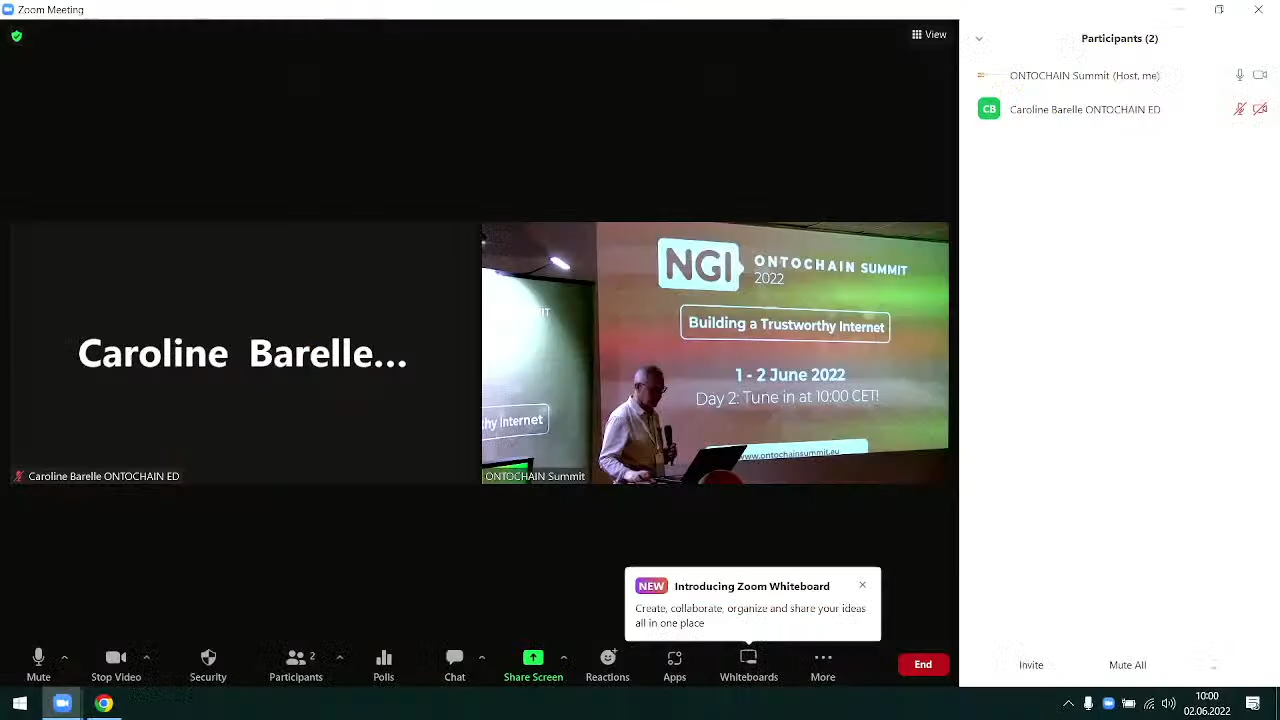 Zoom Meeting
View
Participants (2)
ONTOCHAIN Summit (Host, me)
CB
Caroline Barelle ONTOCHAIN ED
Caroline Barelle...
Caroline Barelle ONTOCHAIN ED
NGI
ONTOCHAIN SUMMIT
2022
Building a Trustworthy Internet
1 - 2 June 2022
Day 2: Tune in at 10:00 CET!
www.ontochainsummit.eu
hy Internet
ONTOCHAIN Summit
NEW Introducing Zoom Whiteboard
Create, collaborate, organize and share your ideas
all in one place
2
Mute
Stop Video
Security
Participants
Polls
Chat
Share Screen
Reactions
Apps
Whiteboards
More
End
Invite
Mute All
10:00
02.06.2022